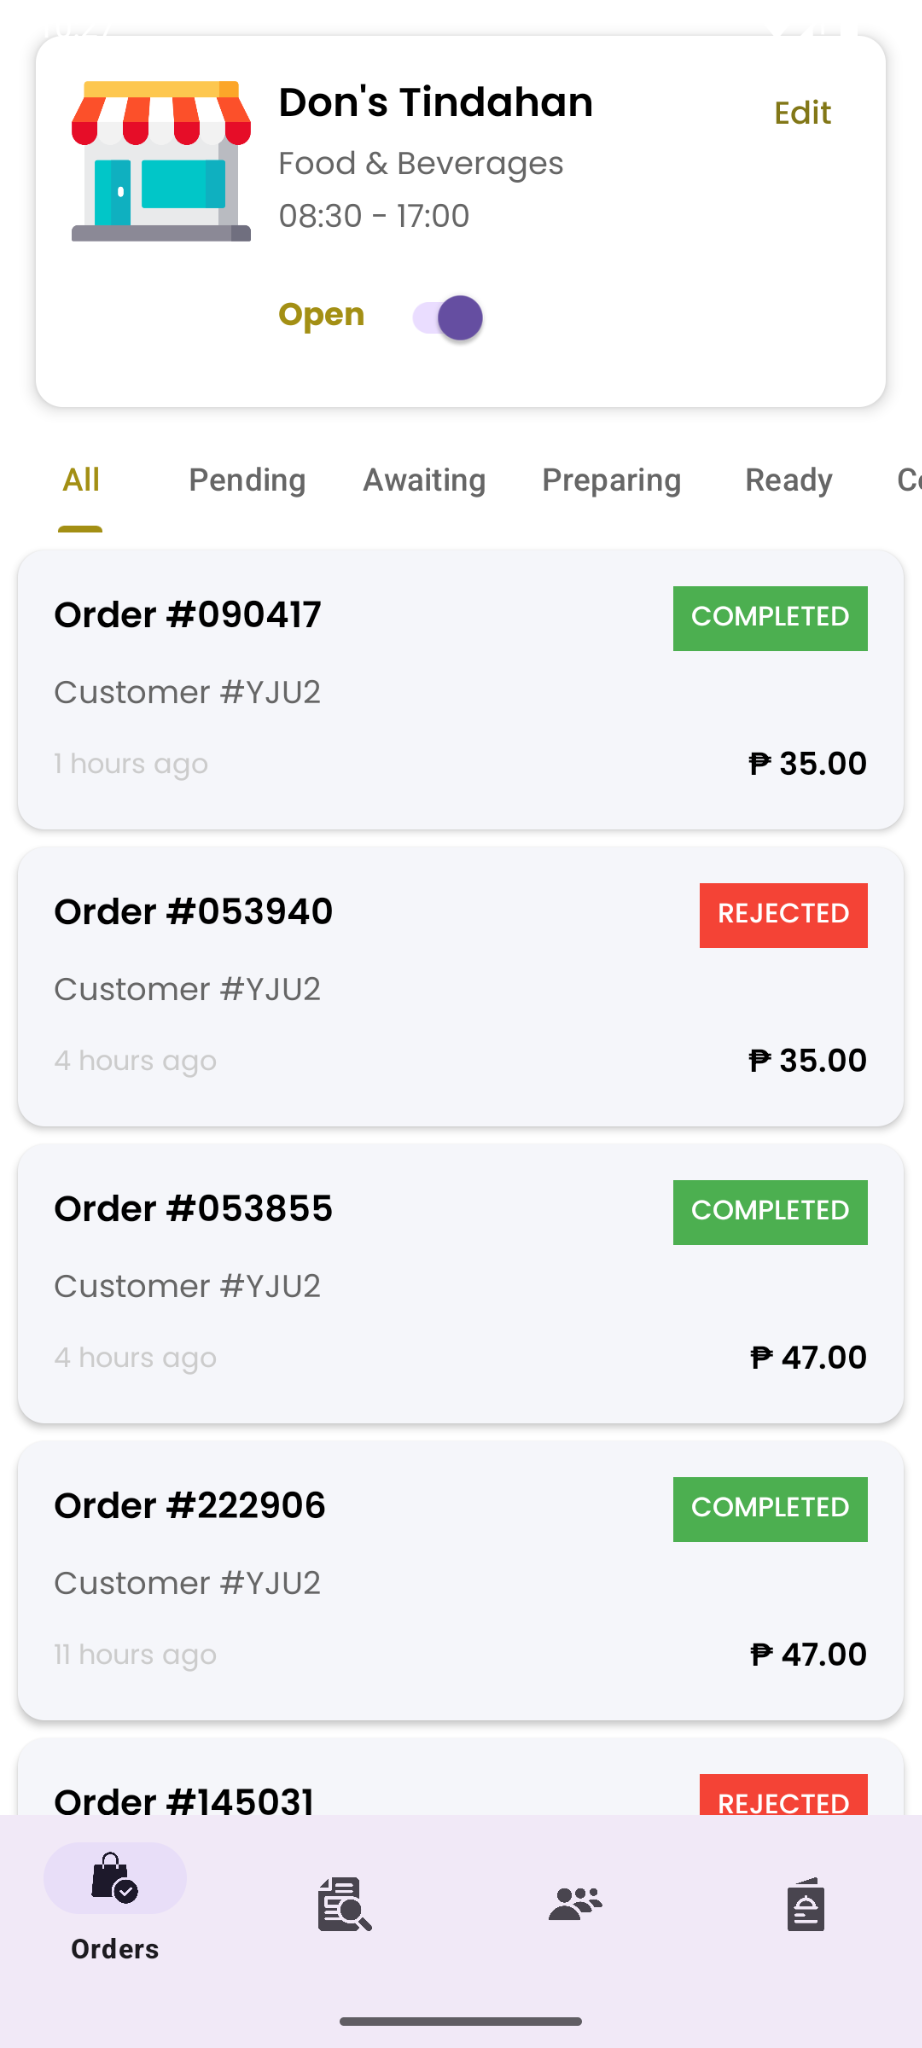 Don's Tindahan
Edit
Food & Beverages
08:30 - 17:00
Open
All Pending Awaiting Preparing Ready
Order #090417 COMPLETED
Customer #YJU2
1 hours ago ₱ 35.00
Order #053940 REJECTED
Customer #YJU2
4 hours ago ₱ 35.00
Order #053855 COMPLETED
Customer #YJU2
4 hours ago ₱ 47.00
Order #222906 COMPLETED
Customer #YJU2
11 hours ago ₱ 47.00
Order #145031 REJECTED
Orders